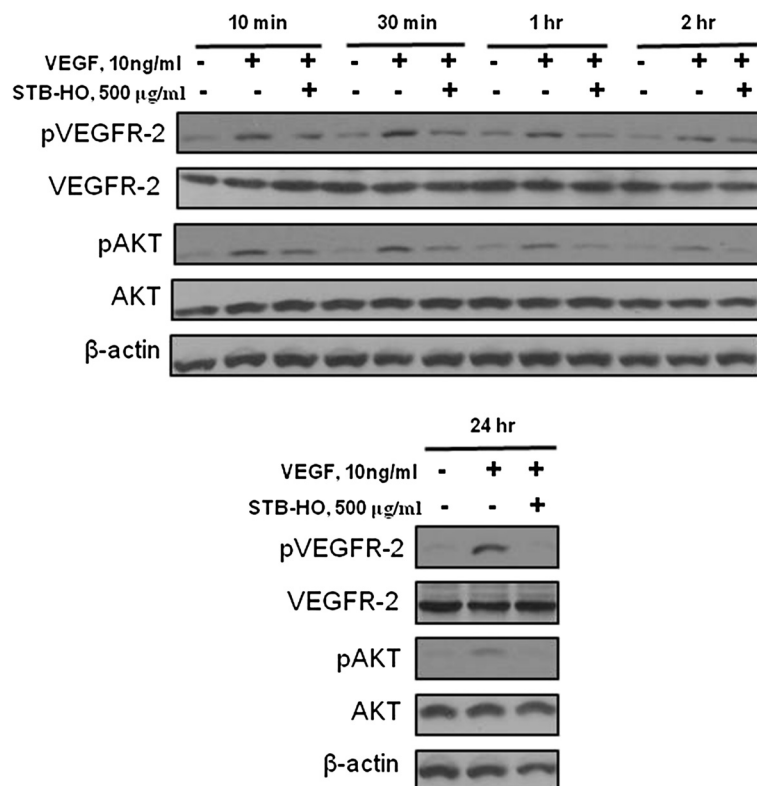 10 min 30 min 1 hr 2 hr
VEGF, 10ng/ml - + + - + + - + + - + +
STB-HO, 500 µg/ml - - + - - + - - + - - +
pVEGFR-2
VEGFR-2
pAKT
AKT
β-actin
24 hr
VEGF, 10ng/ml - + +
STB-HO, 500 µg/ml - - +
pVEGFR-2
VEGFR-2
pAKT
AKT
β-actin